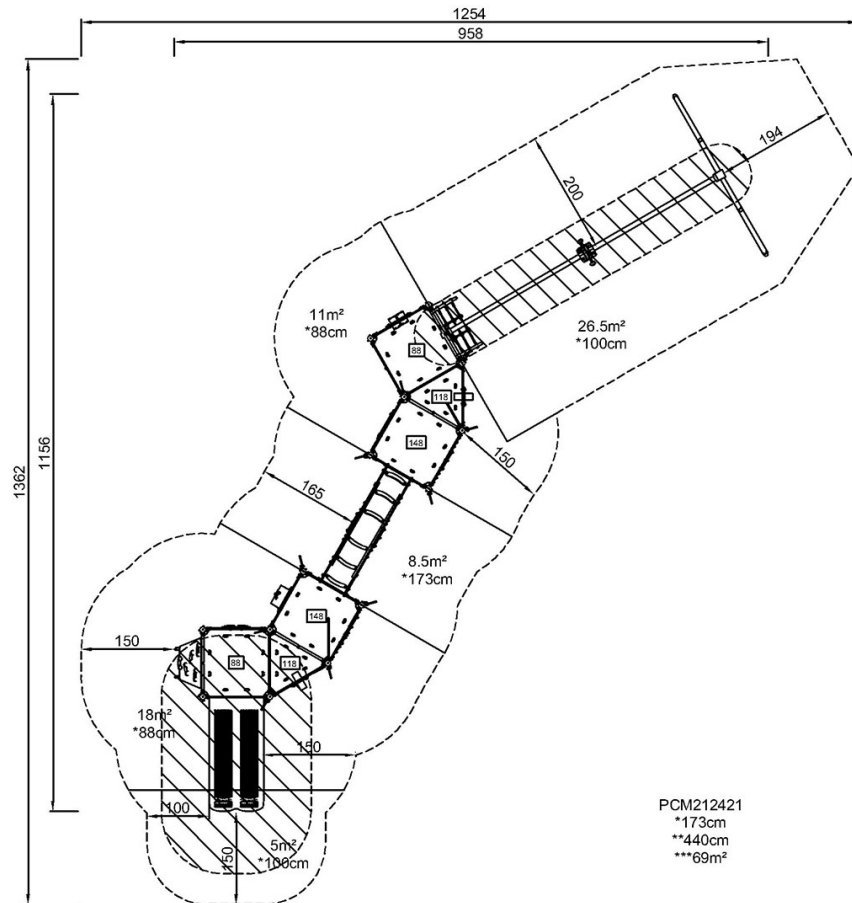 1254
958
194
200
11m²
*88cm
26.5m²
*100cm
88
118
148
150
1362
1156
165
8.5m²
*173cm
148
150
88
118
18m²
*88cm
150
100
5m²
*100cm
150
PCM212421
*173cm
**440cm
***69m²